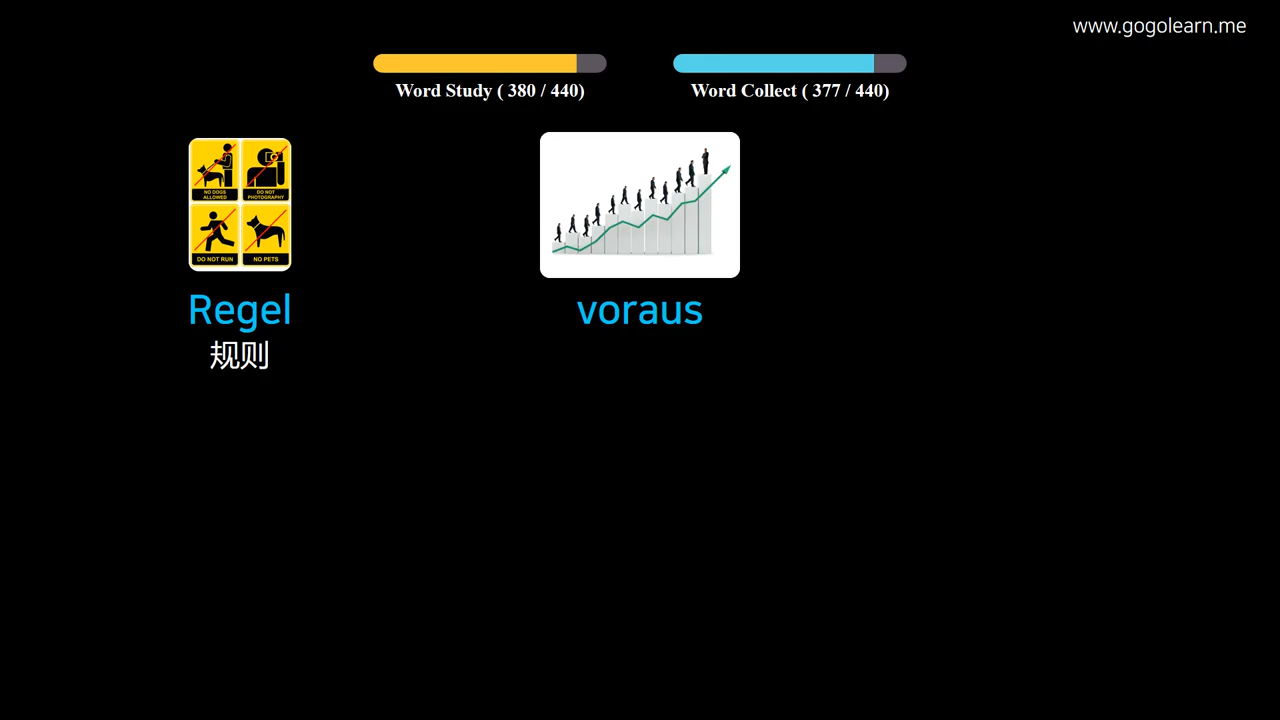 www.gogolearn.me
Word Study ( 380 / 440)
Word Collect ( 377 / 440)
NO DOGS
ALLOWED
DO NOT
PHOTOGRAPHY
DO NOT RUN
NO PETS
Regel
规则
voraus